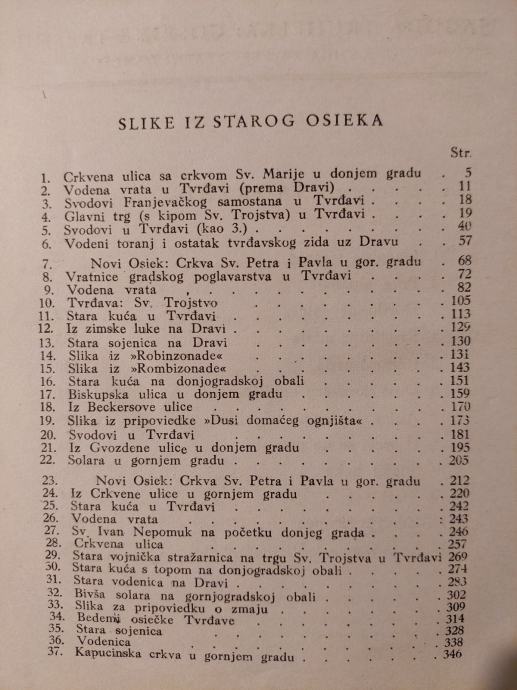 SLIKE IZ STAROG OSIEKA
Str.
1. Crkvena ulica sa crkvom Sv. Marije u donjem gradu . 5
2. Vodena vrata u Tvrđavi (prema Dravi) . . . . . 11
3. Svodovi Franjevačkog samostana u Tvrđavi . . . . 18
4. Glavni trg (s kipom Sv. Trojstva) u Tvrđavi . . . . 19
5. Svodovi u Tvrđavi (kao 3.) . . . . . . . 40
6. Vodeni toranj i ostatak tvrđavskog zida uz Dravu . . 57
7. Novi Osiek: Crkva Sv. Petra i Pavla u gor. gradu . 68
8. Vratnice gradskog poglavarstva u Tvrđavi . . . . 72
9. Vodena vrata , . . . . . . . . 82
10. Tvrđava: Sv. Trojstvo . . . . . . . 105
11. Stara kuća u Tvrđavi . . . . . . . 113
12. Iz zimske luke na Dravi . . . . . . . 129
13. Stara sojenica na Dravi . . . . . . . 130
14. Slika iz »Robinzonade« . . . . . . . 131
15. Slika iz »Rombizonade« . . . . . . . 143
16. Stara kuća na donjogradskoj obali . . . . . 151
17. Biskupska ulica u donjem gradu . . . . . . 159
18. Iz Beckersove ulice . . . . . . . . 170
19. Slika iz pripoviedke »Dusi domaćeg ognjišta« . . . . 173
20. Svodovi u Tvrđavi . . . . . . . . 181
21. Iz Gvozdene ulice u donjem gradu . . . . . 195
22. Solara u gornjem gradu . . . . . . . 205
23. Novi Osiek: Crkva Sv. Petra i Pavla u gor. gradu . 212
24. Iz Crkvene ulice u gornjem gradu . . . . . 220
25. Stara kuća u Tvrđavi . . . . . . . 242
26. Vodena vrata . . . . . . . . : 243
27. Sv. Ivan Nepomuk na početku donjeg grada . . . . 246
28. Crkvena ulica . . . . . . . . . 257
29. Stara vojnička stražarnica na trgu Sv. Trojstva u Tvrđavi 269
30. Stara kuća s topom na donjogradskoj obali . . . . 274
31. Stara vodenica na Dravi . . . . . . . 283
32. Bivša solara na gornjogradskoj obali . . . . . 302
33. Slika za pripoviedku o zmaju . . . . . . 309
34. Bedemi osiečke Tvrđave . . . . . . . 314
35. Stara sojenica . . . . . . . . 328
36. Vodenica . . . . . . . . . 338
37. Kapucinska crkva u gornjem gradu . . . . . 346